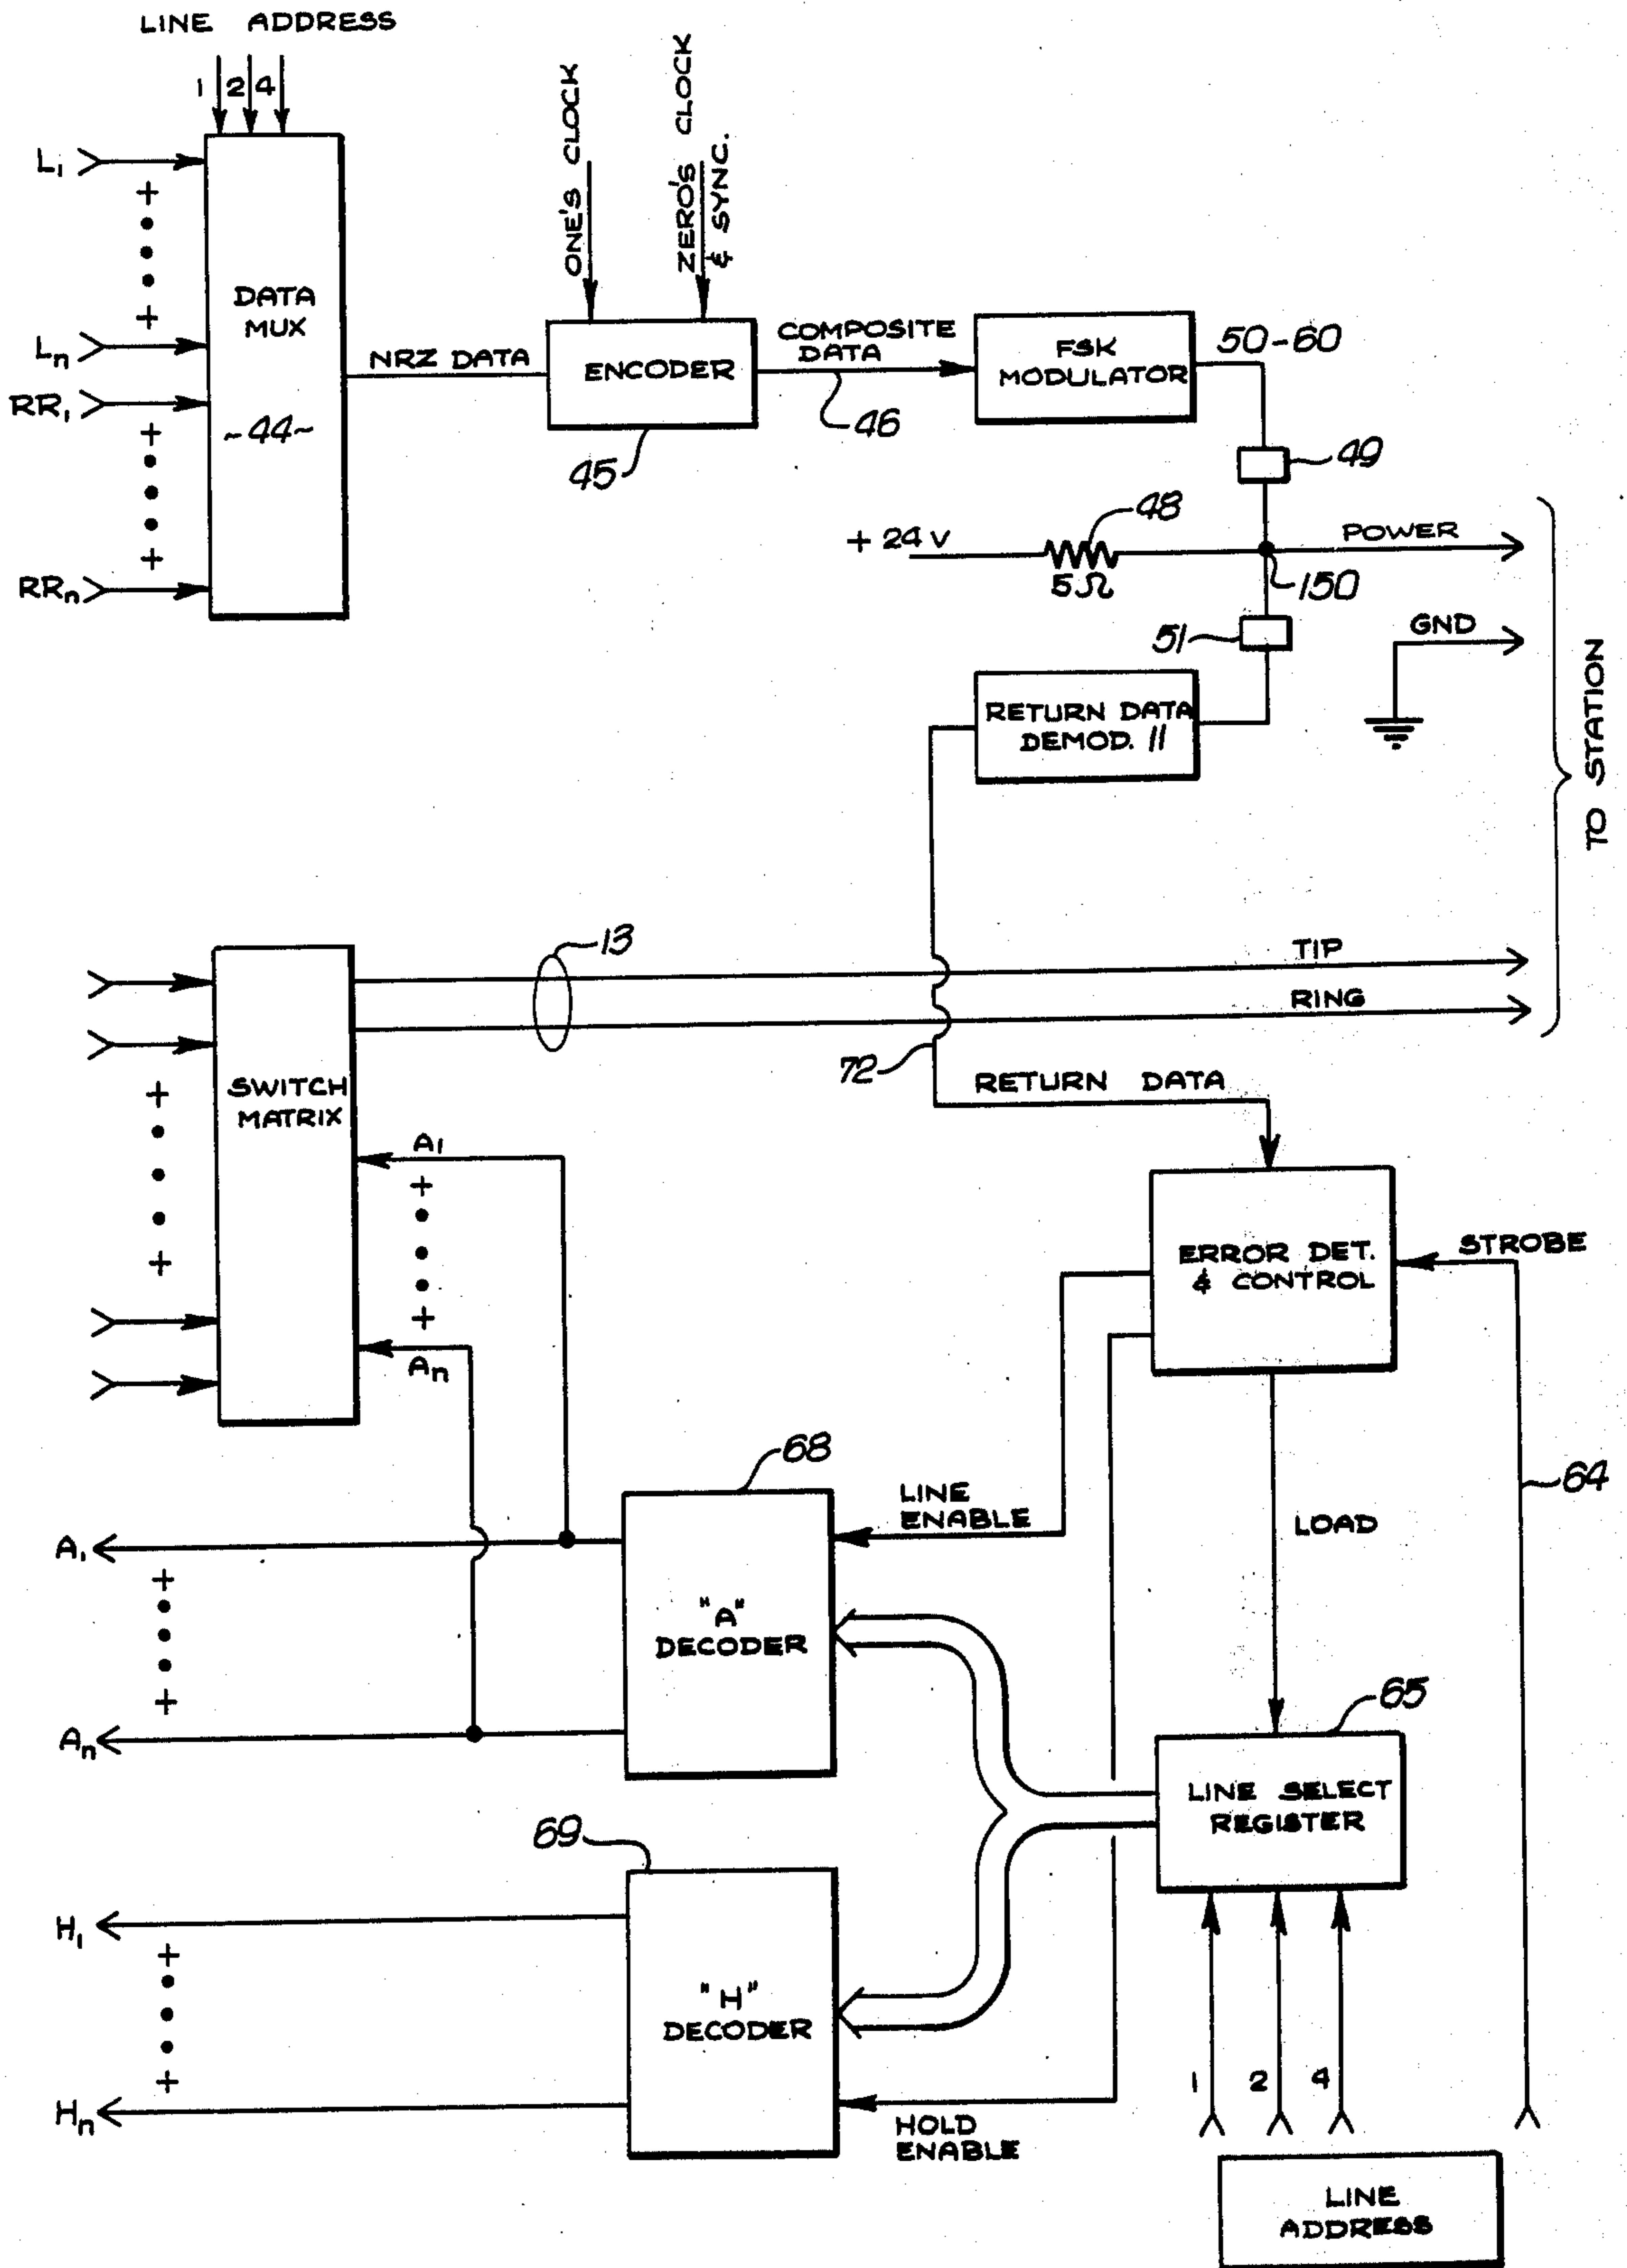 LINE ADDRESS
1 2 4
L1
Ln
RR1
RRn
DATA
MUX
~44~
NRZ DATA
ONE'S CLOCK
ZERO'S CLOCK
& SYNC.
ENCODER
45
COMPOSITE
DATA
46
FSK
MODULATOR
50-60
49
+24V
48
5Ω
POWER
150
51
GND
RETURN DATA
DEMOD. 11
TO STATION
13
TIP
RING
72
RETURN DATA
SWITCH
MATRIX
A1
An
ERROR DET.
& CONTROL
STROBE
64
LOAD
68
LINE
ENABLE
A1
An
"A"
DECODER
65
LINE SELECT
REGISTER
69
H1
Hn
"H"
DECODER
HOLD
ENABLE
1 2 4
LINE
ADDRESS